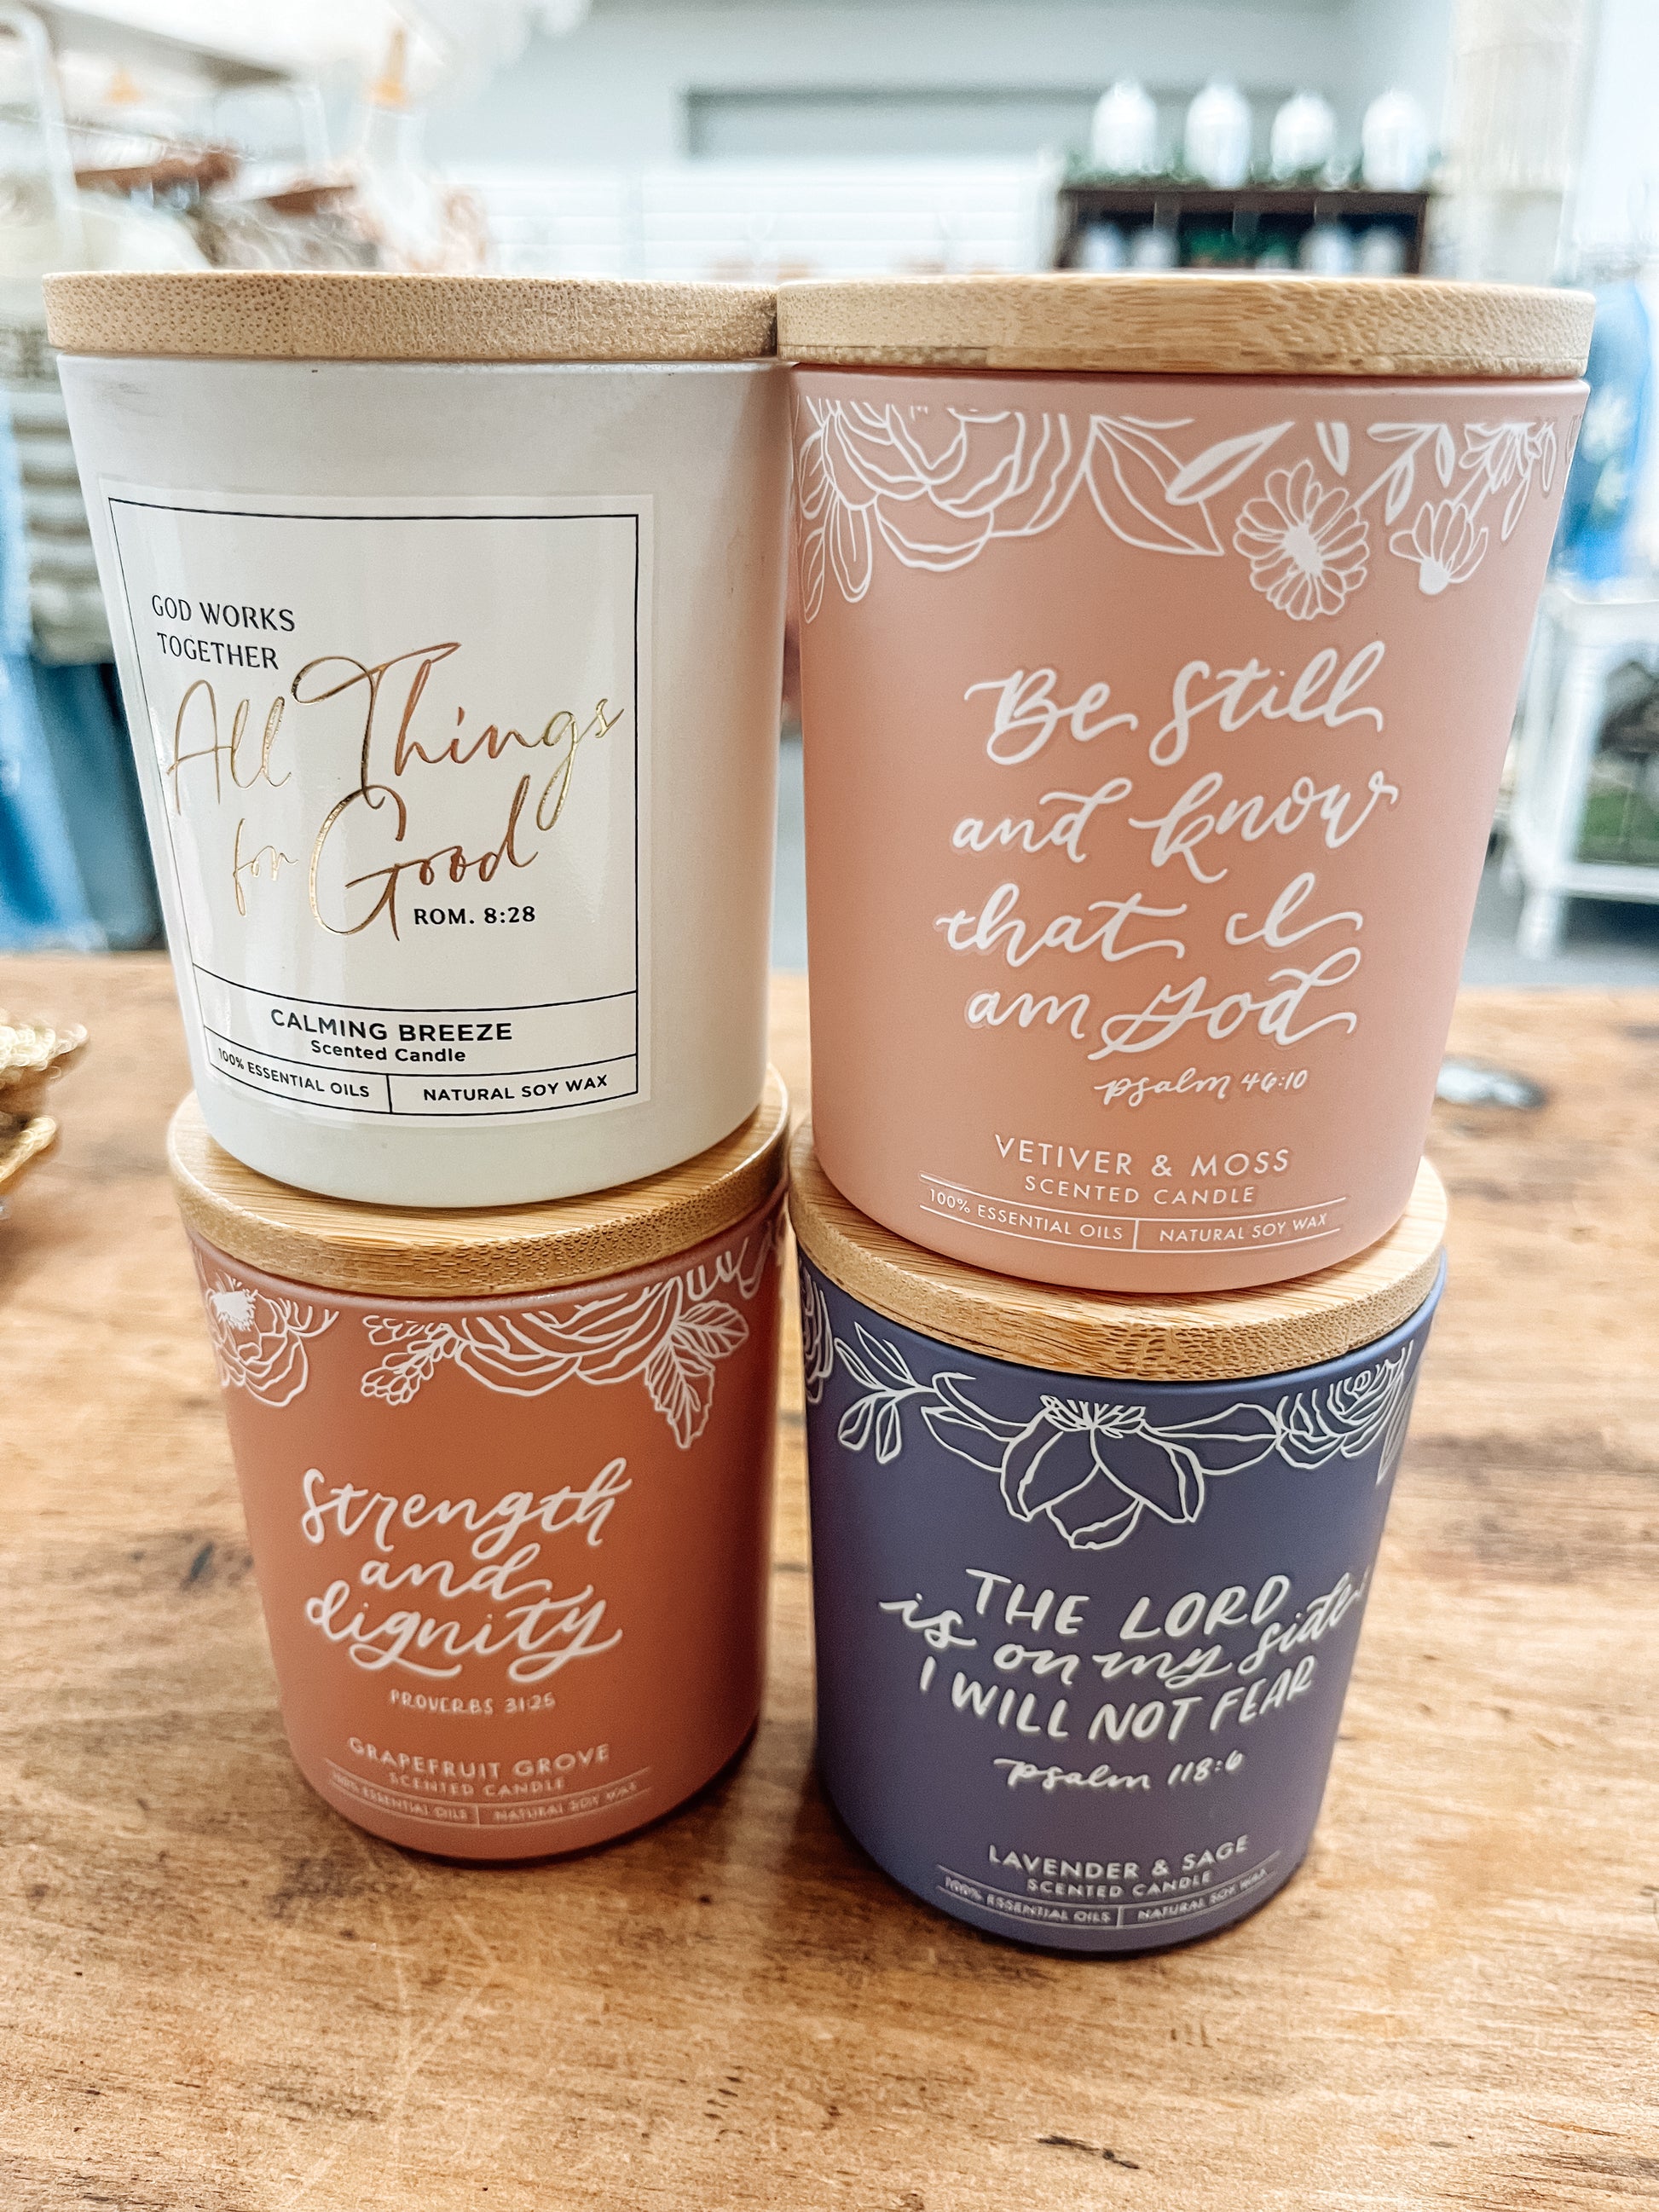 GOD WORKS
TOGETHER
All Things
for Good
ROM. 8:28
CALMING BREEZE
Scented Candle
100% ESSENTIAL OILS NATURAL SOY WAX
Be Still
and know
that I
am God
psalm 46:10
VETIVER & MOSS
SCENTED CANDLE
100% ESSENTIAL OILS NATURAL SOY WAX
Strength
and
dignity
PROVERBS 31:25
GRAPEFRUIT GROVE
SCENTED CANDLE
100% ESSENTIAL OILS NATURAL SOY WAX
THE LORD
is on my side
I WILL NOT FEAR
psalm 118:6
LAVENDER & SAGE
SCENTED CANDLE
100% ESSENTIAL OILS NATURAL SOY WAX